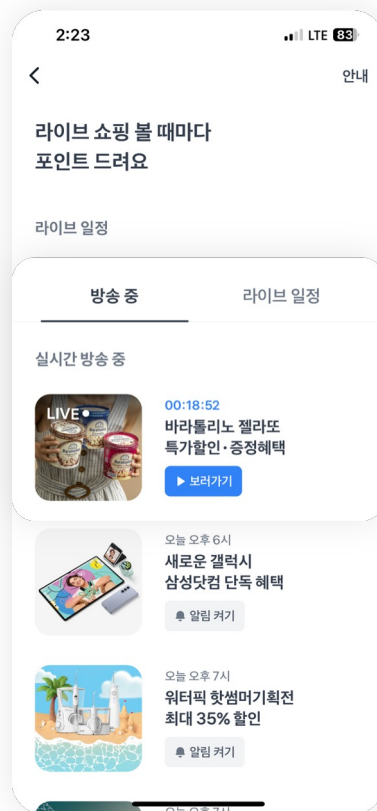 2:23
LTE 83
안내
라이브 쇼핑 볼 때마다
포인트 드려요
라이브 일정
방송 중
라이브 일정
실시간 방송 중
LIVE
00:18:52
바라톨리노 젤라또
특가할인·증정혜택
보러가기
오늘 오후 6시
새로운 갤럭시
삼성닷컴 단독 혜택
알림 켜기
오늘 오후 7시
워터픽 핫썸머기획전
최대 35% 할인
알림 켜기